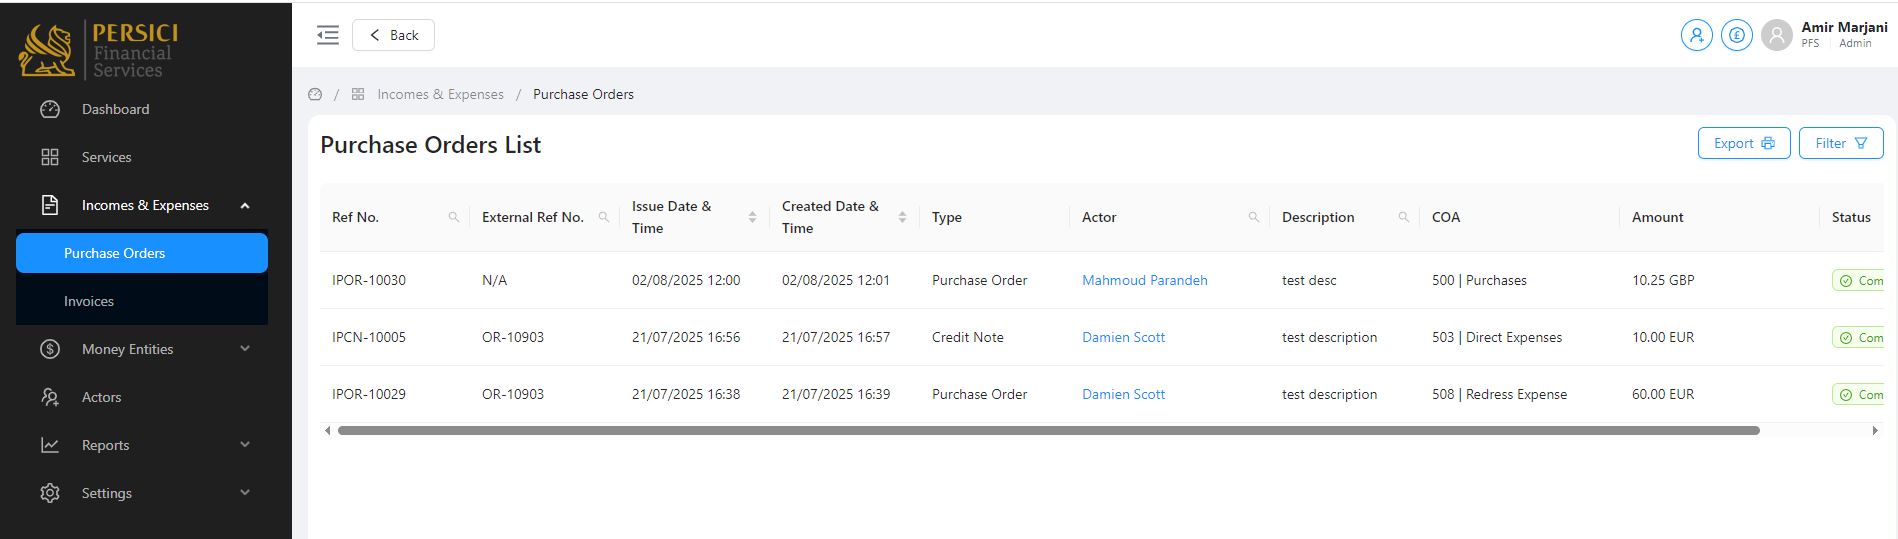 PERSICI
Financial
Services
Dashboard
Services
Incomes & Expenses
Purchase Orders
Invoices
Money Entities
Actors
Reports
Settings
Back
Amir Marjani
PFS Admin
/ Incomes & Expenses / Purchase Orders
Purchase Orders List
Export
Filter
Ref No. External Ref No. Issue Date & Time Created Date & Time Type Actor Description COA Amount Status
IPOR-10030 N/A 02/08/2025 12:00 02/08/2025 12:01 Purchase Order Mahmoud Parandeh test desc 500 | Purchases 10.25 GBP Com
IPCN-10005 OR-10903 21/07/2025 16:56 21/07/2025 16:57 Credit Note Damien Scott test description 503 | Direct Expenses 10.00 EUR Com
IPOR-10029 OR-10903 21/07/2025 16:38 21/07/2025 16:39 Purchase Order Damien Scott test description 508 | Redress Expense 60.00 EUR Com